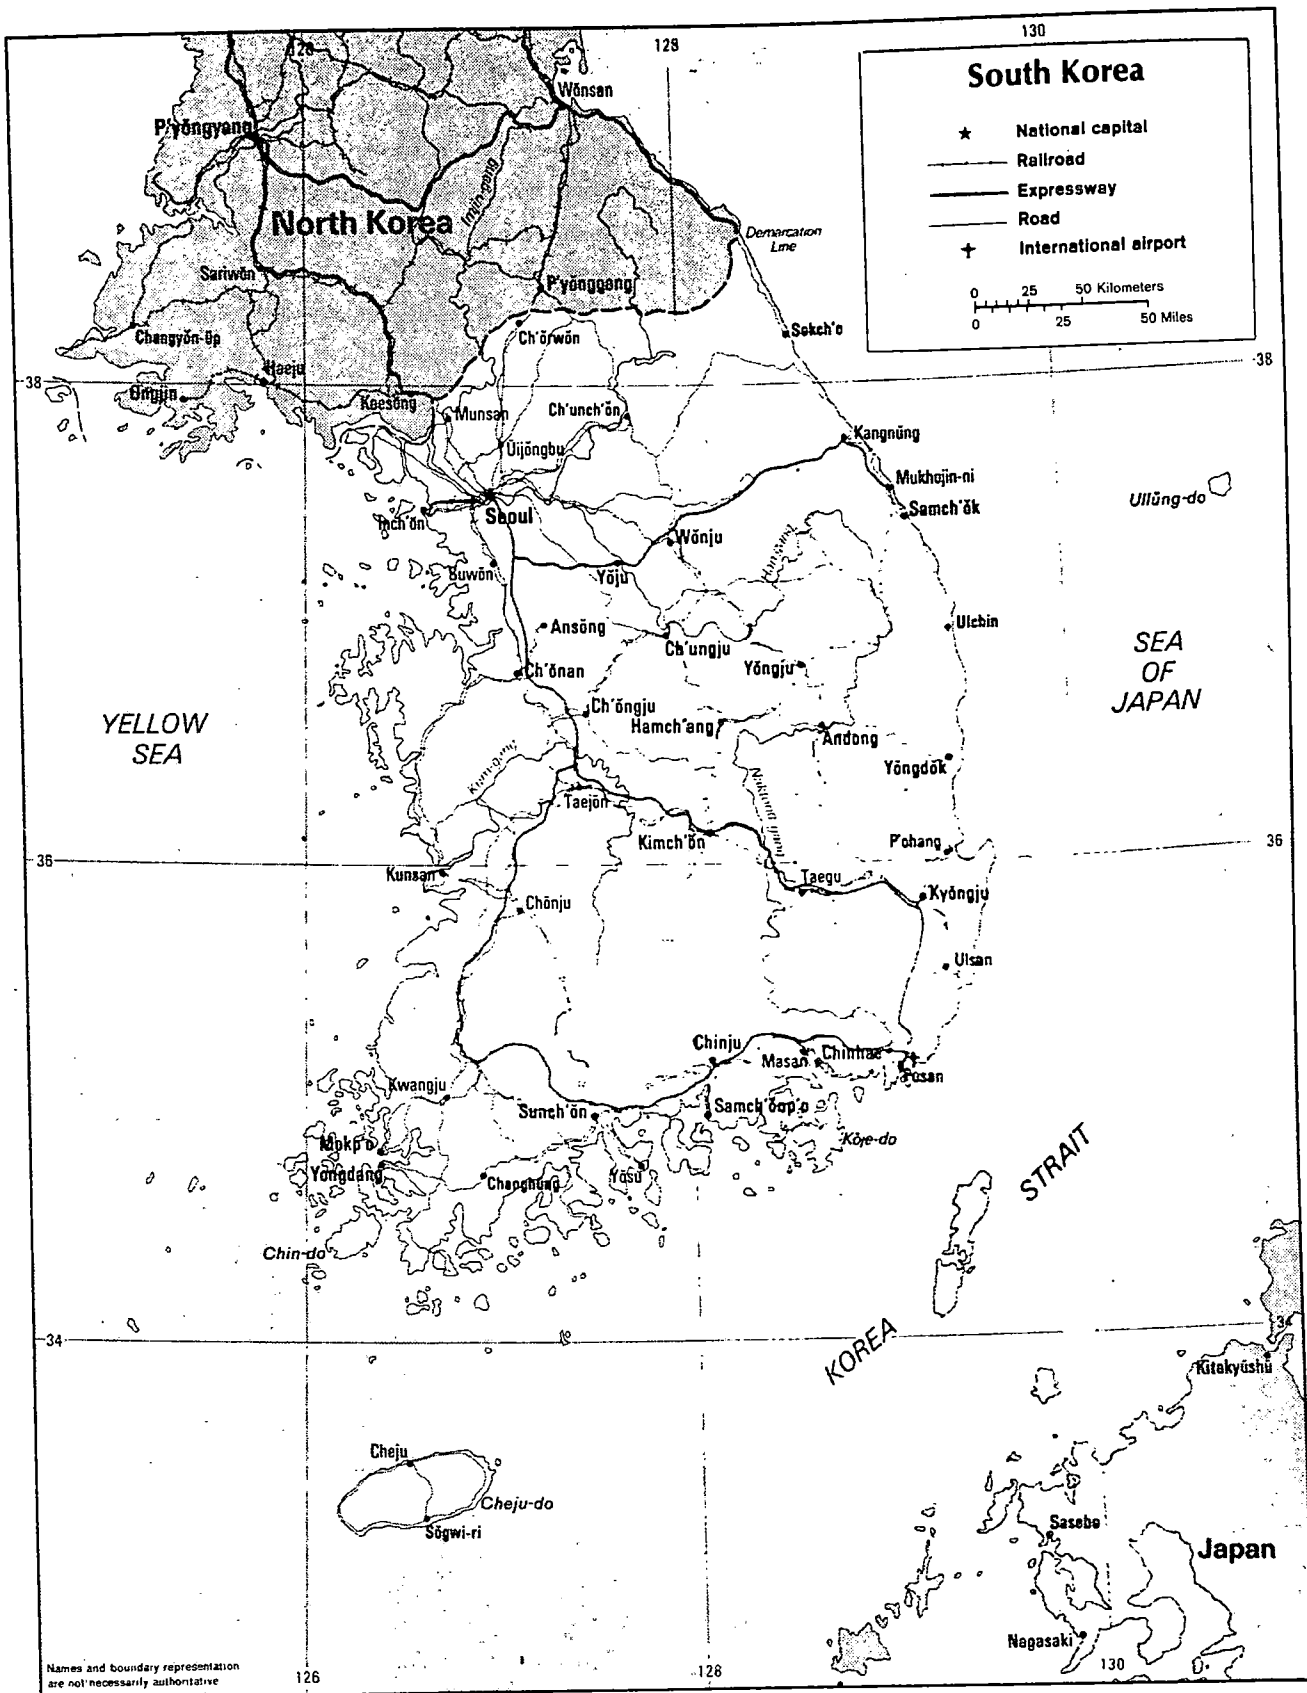 128
130
South Korea
National capital
Railroad
Expressway
Road
International airport
0 25 50 Kilometers
0 25 50 Miles
Wŏnsan
P'yŏngyang
Imjin-gang
North Korea
Demarcation
Line
Sariwŏn
P'yŏnggang
Changyŏn-ŭp
Ch'ŏrwŏn
Sokch'o
Haeju
38
38
Ongjin
Kaesŏng
Munsan
Ch'unch'ŏn
Ŭijŏngbu
Kangnŭng
Mukhojin-ni
Ullŭng-do
Inch'ŏn
Seoul
Samch'ŏk
Wŏnju
Suwŏn
Yŏju
Ansŏng
Ulchin
Ch'ungju
SEA
OF
JAPAN
Ch'ŏnan
Yŏngju
YELLOW
SEA
Ch'ŏngju
Hamch'ang
Andong
Yŏngdŏk
Taejŏn
Kimch'ŏn
P'ohang
36
36
Kunsan
Taegu
Kyŏngju
Chŏnju
Ulsan
Chinju
Masan
Chinhae
Pusan
Kwangju
Sunch'ŏn
Samch'ŏnp'o
Kŏje-do
Mokp'o
Yŏngdang
Changhŭng
Yŏsu
STRAIT
Chin-do
34
34
KOREA
Kitakyūshū
Cheju
Cheju-do
Sŏgwi-ri
Sasebo
Japan
Nagasaki
Names and boundary representation
are not necessarily authoritative
126
128
130